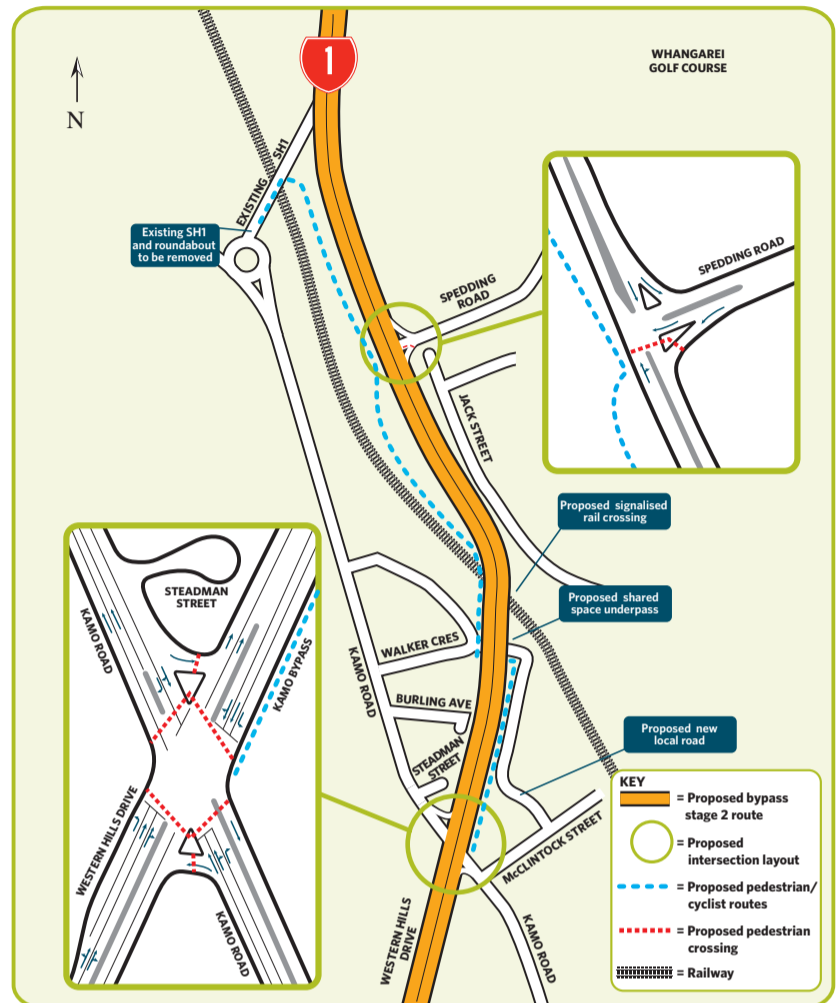 1
WHANGAREI
GOLF COURSE
N
EXISTING SH1
Existing SH1
and roundabout
to be removed
SPEDDING
ROAD
SPEDDING ROAD
JACK STREET
Proposed signalised
rail crossing
Proposed shared
space underpass
STEADMAN
STREET
KAMO ROAD
KAMO BYPASS
WESTERN HILLS DRIVE
KAMO ROAD
WALKER CRES
KAMO ROAD
BURLING AVE
STEADMAN
STREET
Proposed new
local road
McCLINTOCK STREET
WESTERN HILLS
DRIVE
KAMO ROAD
KEY
= Proposed bypass
stage 2 route
= Proposed
intersection layout
= Proposed pedestrian/
cyclist routes
= Proposed pedestrian
crossing
= Railway